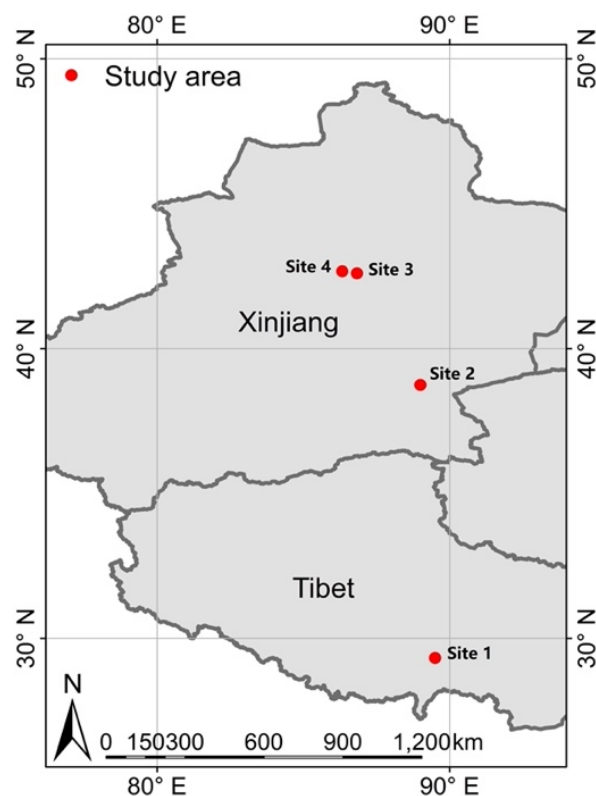 80° E 90° E
50° N 50° N
Study area
Site 4 Site 3
Xinjiang
40° N 40° N
Site 2
Tibet
30° N 30° N
Site 1
N
0 150300 600 900 1,200km
80° E 90° E